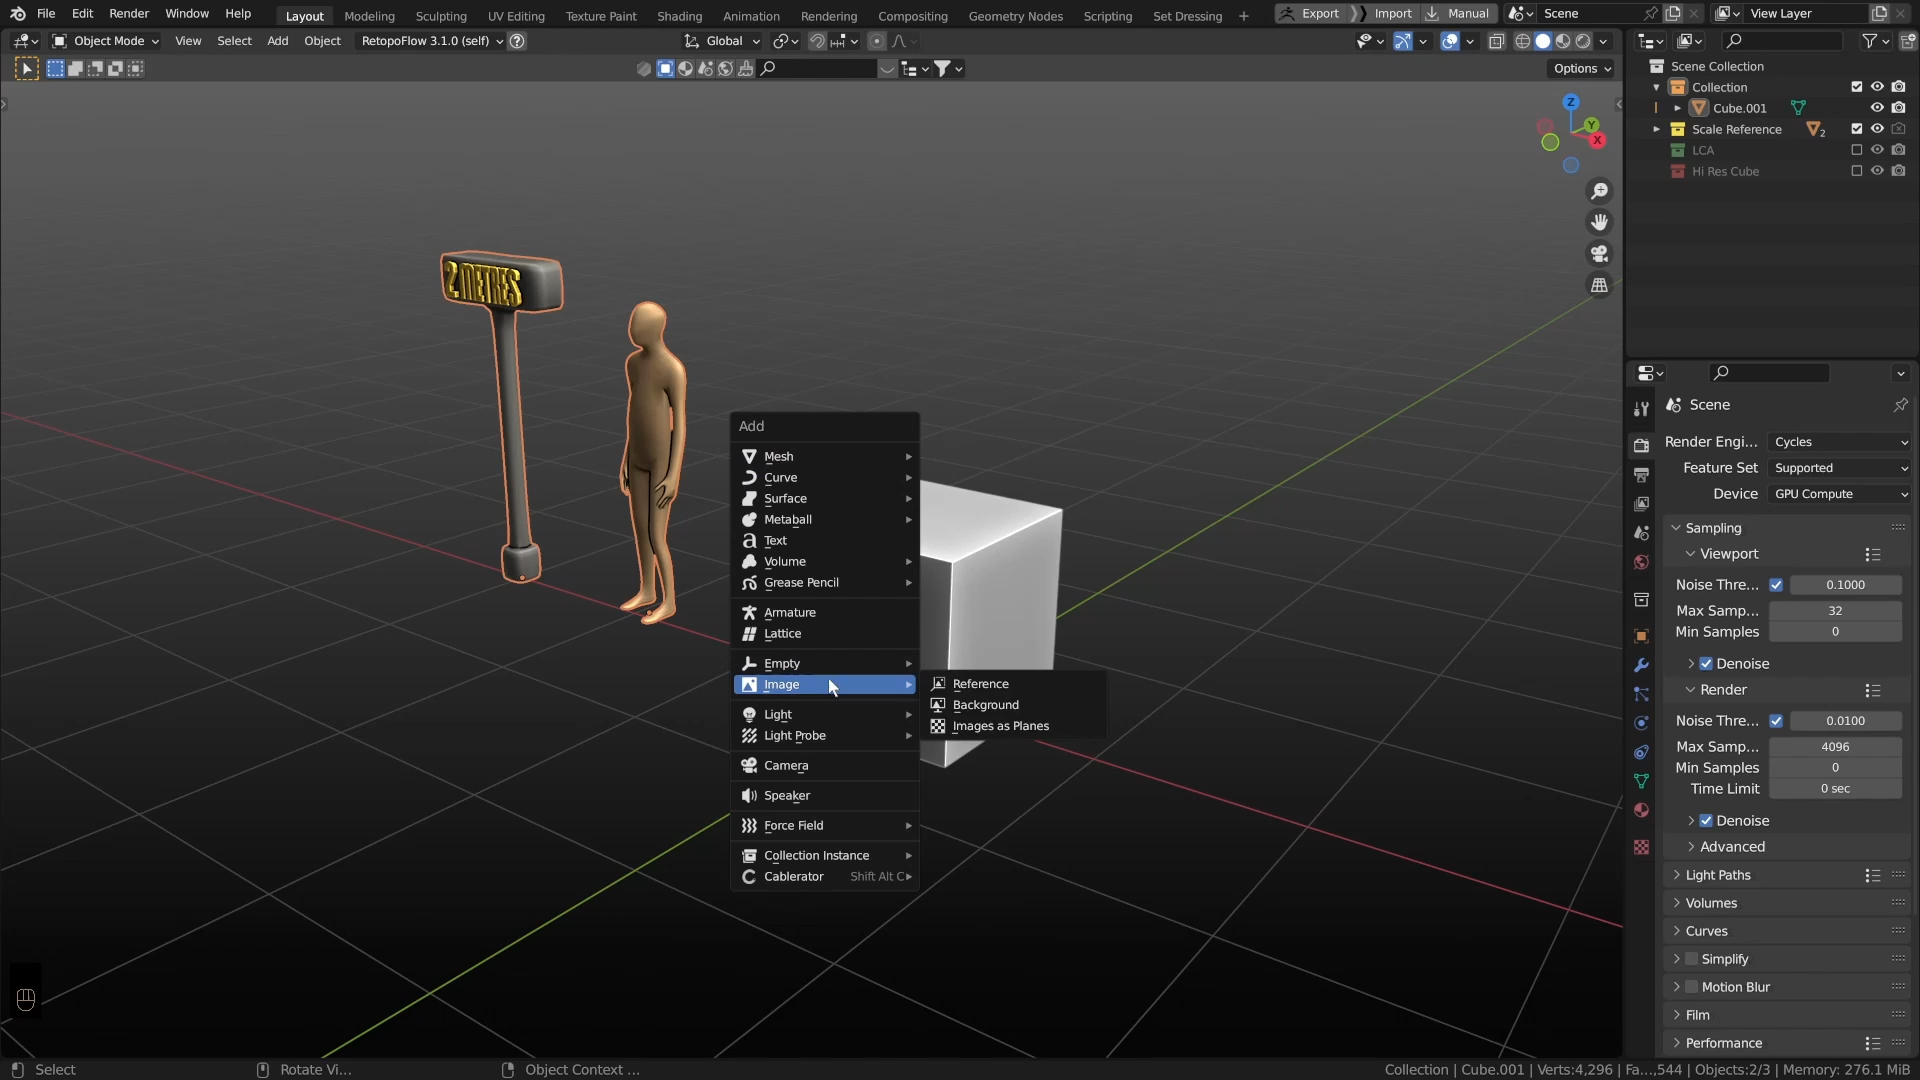 File Edit Render Window Help Layout Modeling Sculpting UV Editing Texture Paint Shading Animation Rendering Compositing Geometry Nodes Scripting Set Dressing + Export Import Manual Scene View Layer
Object Mode View Select Add Object RetopoFlow 3.1.0 (self) ? Global
Options
Scene Collection
Collection
Cube.001
Scale Reference 2
LCA
Hi Res Cube
Z
Y
X
2 METRES
Add
Mesh
Curve
Surface
Metaball
Text
Volume
Grease Pencil
Armature
Lattice
Empty
Image
Light
Light Probe
Camera
Speaker
Force Field
Collection Instance
Cablerator Shift Alt C
Reference
Background
Images as Planes
Scene
Render Engi... Cycles
Feature Set Supported
Device GPU Compute
Sampling
Viewport
Noise Thre... 0.1000
Max Samp... 32
Min Samples 0
Denoise
Render
Noise Thre... 0.0100
Max Samp... 4096
Min Samples 0
Time Limit 0 sec
Denoise
Advanced
Light Paths
Volumes
Curves
Simplify
Motion Blur
Film
Performance
Select Rotate Vi... Object Context ... Collection | Cube.001 | Verts:4,296 | Fa...,544 | Objects:2/3 | Memory: 276.1 MiB